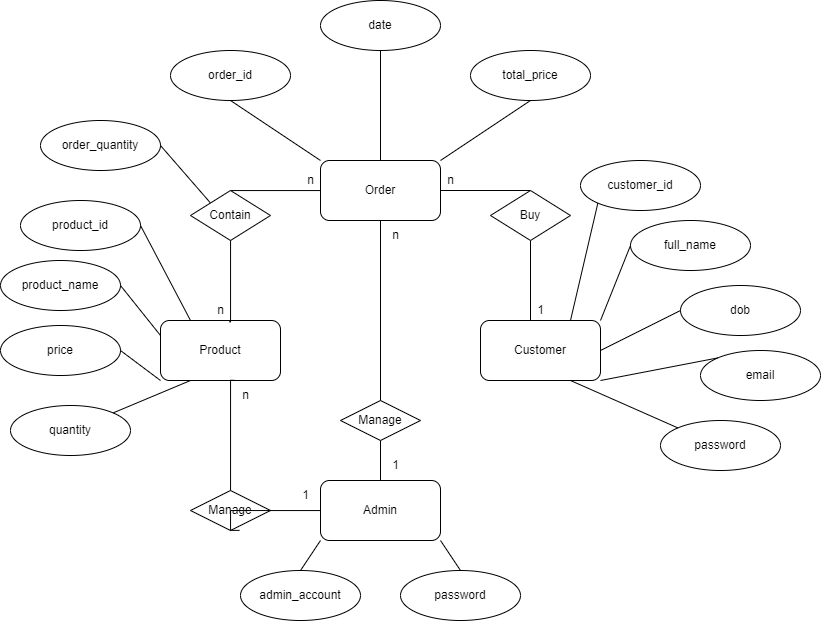 date
order_id
total_price
order_quantity
n
n
Order
customer_id
Contain
Buy
product_id
n
full_name
product_name
n
1
dob
price
Product
Customer
email
n
quantity
Manage
password
1
1
Manage
Admin
admin_account
password